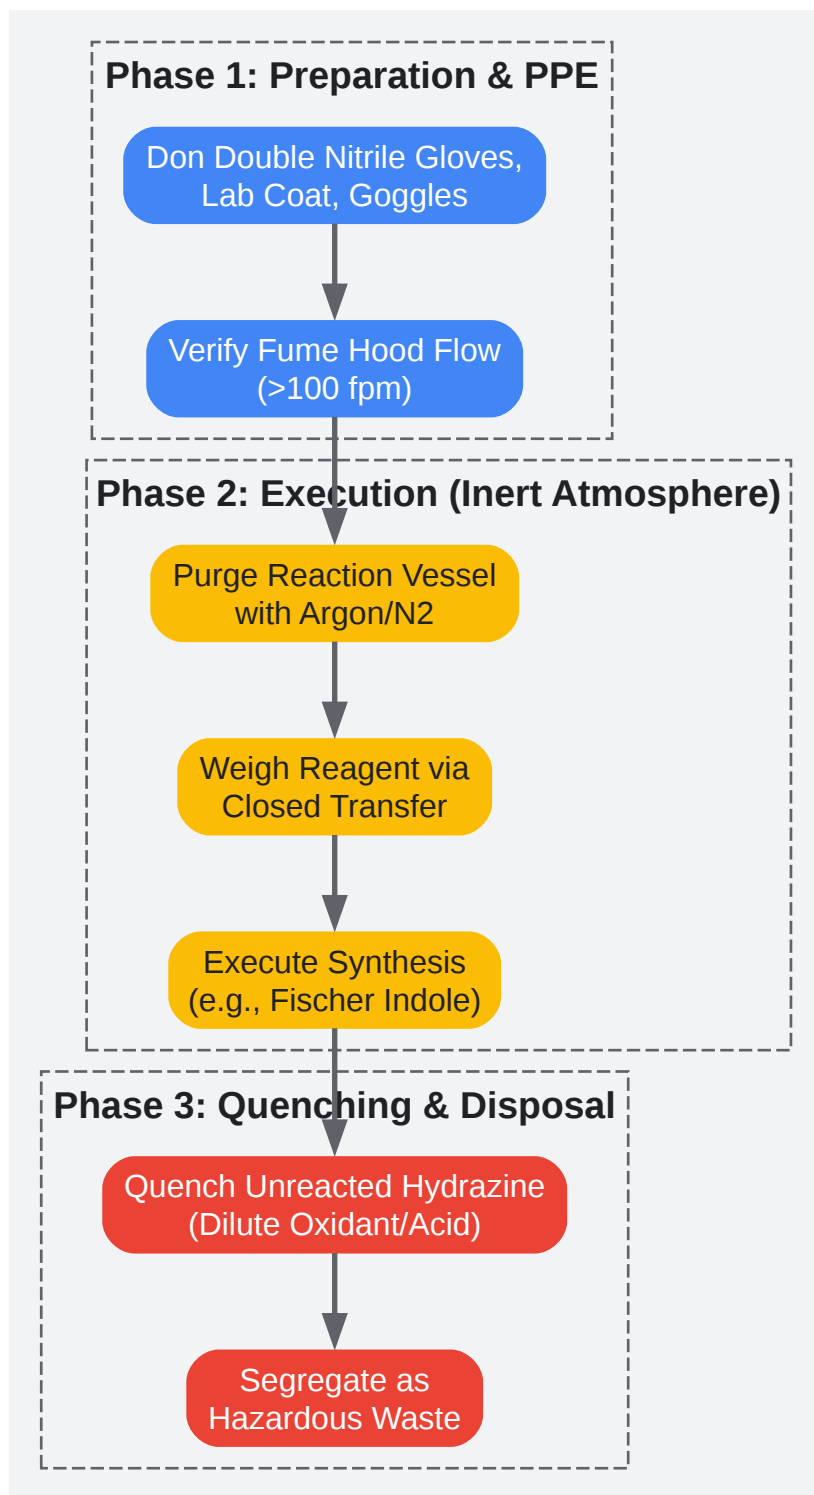 Phase 1: Preparation & PPE
Don Double Nitrile Gloves,
Lab Coat, Goggles
Verify Fume Hood Flow
(>100 fpm)
Phase 2: Execution (Inert Atmosphere)
Purge Reaction Vessel
with Argon/N2
Weigh Reagent via
Closed Transfer
Execute Synthesis
(e.g., Fischer Indole)
Phase 3: Quenching & Disposal
Quench Unreacted Hydrazine
(Dilute Oxidant/Acid)
Segregate as
Hazardous Waste